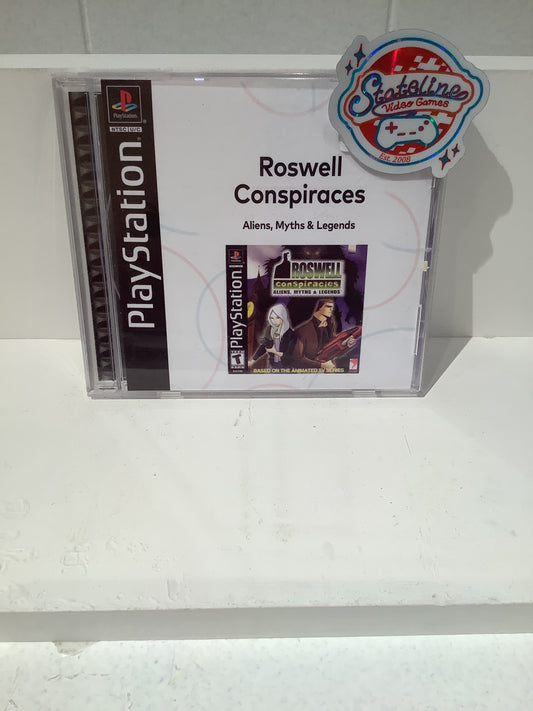 PlayStation
NTSC U/C
PlayStation
Roswell
Conspiraces
Aliens, Myths & Legends
PlayStation
ROSWELL
conspiracies
ALIENS, MYTHS & LEGENDS
T
BASED ON THE ANIMATED TV SERIES
Stateline
Video Games
Est. 2008